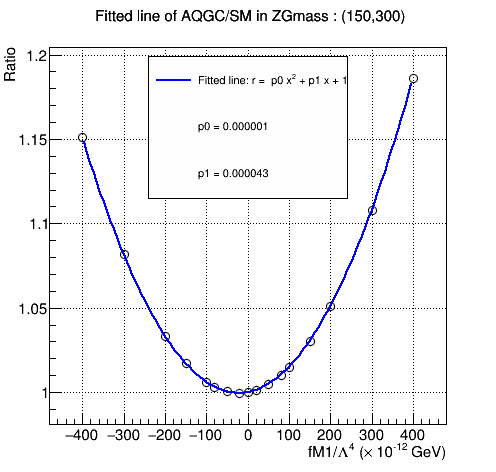 Fitted line of AQGC/SM in ZGmass : (150,300)
Ratio
Fitted line: r = p0 x² + p1 x + 1
p0 = 0.000001
p1 = 0.000043
1.2
1.15
1.1
1.05
1
−400 −300 −200 −100 0 100 200 300 400
fM1/Λ⁴ (× 10⁻¹² GeV)